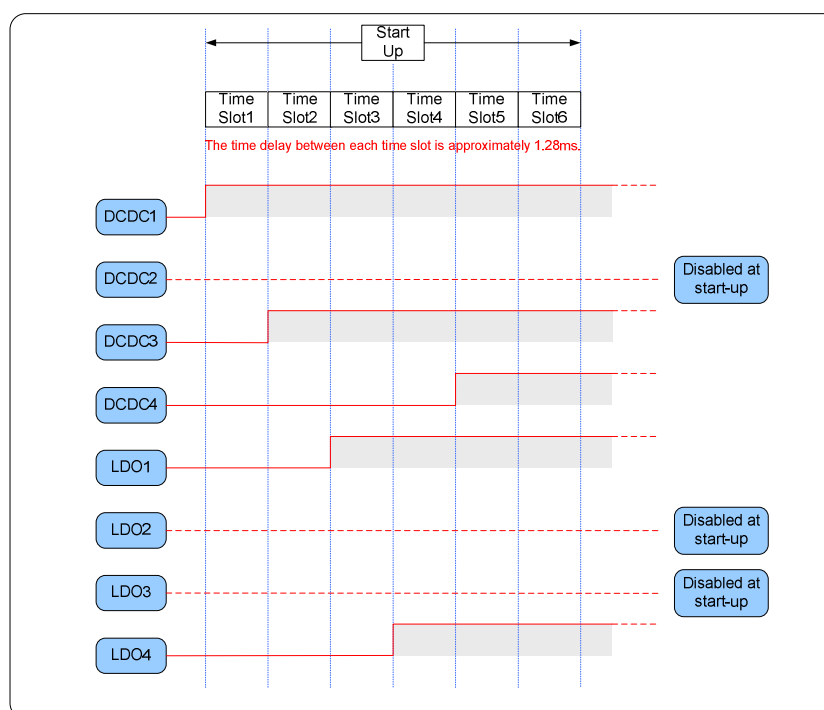 Start
Up
Time Slot1
Time Slot2
Time Slot3
Time Slot4
Time Slot5
Time Slot6
The time delay between each time slot is approximately 1.28ms.
DCDC1
DCDC2
Disabled at
start-up
DCDC3
DCDC4
LDO1
LDO2
Disabled at
start-up
LDO3
Disabled at
start-up
LDO4